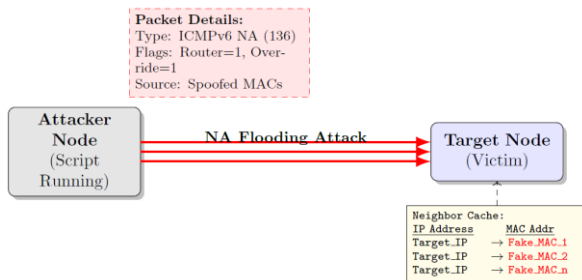 Packet Details:
Type: ICMPv6 NA (136)
Flags: Router=1, Over-
ride=1
Source: Spoofed MACs
Attacker
Node
(Script
Running)
NA Flooding Attack
Target Node
(Victim)
Neighbor Cache:
IP Address MAC Addr
Target_IP → Fake_MAC_1
Target_IP → Fake_MAC_2
Target_IP → Fake_MAC_n